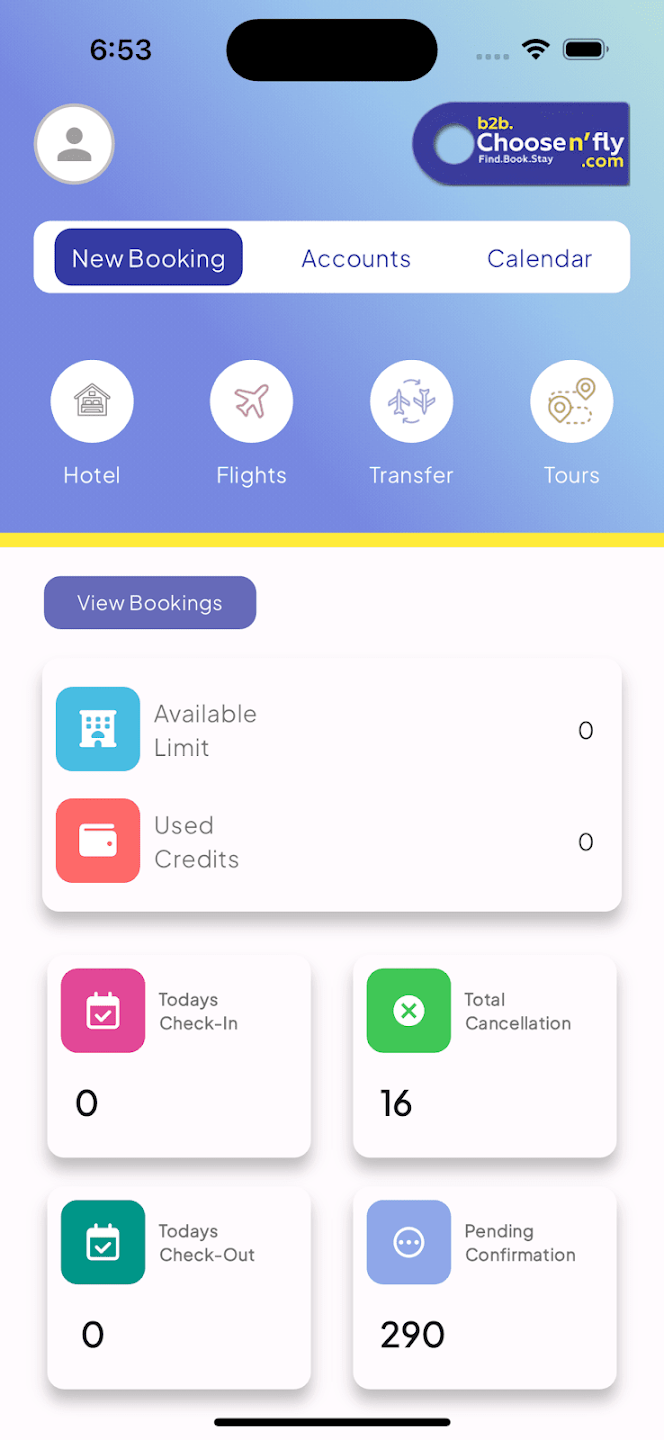 6:53
b2b.
Choosen'fly
Find.Book.Stay .com
New Booking Accounts Calendar
Hotel Flights Transfer Tours
View Bookings
Available
Limit
0
Used
Credits
0
Todays
Check-In
0
Total
Cancellation
16
Todays
Check-Out
0
Pending
Confirmation
290